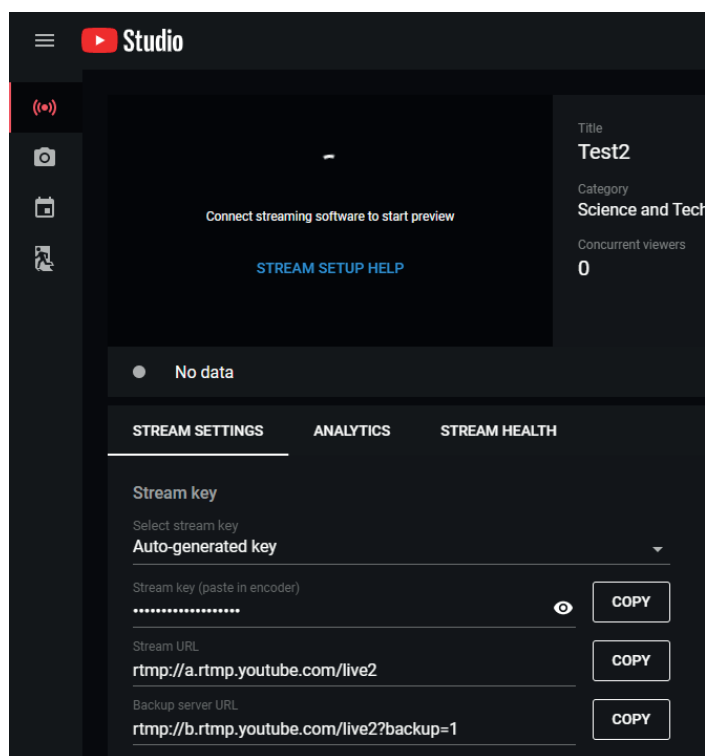 Studio
Connect streaming software to start preview
STREAM SETUP HELP
Title
Test2
Category
Science and Tech
Concurrent viewers
0
No data
STREAM SETTINGS ANALYTICS STREAM HEALTH
Stream key
Select stream key
Auto-generated key
Stream key (paste in encoder)
•••••••••••••••••••
COPY
Stream URL
rtmp://a.rtmp.youtube.com/live2
COPY
Backup server URL
rtmp://b.rtmp.youtube.com/live2?backup=1
COPY